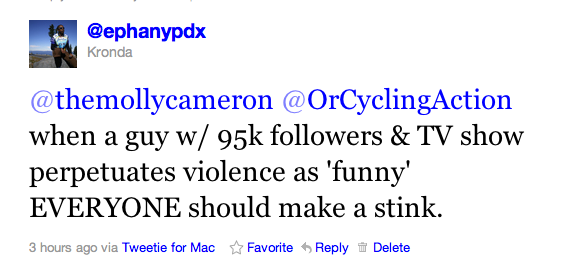 @ephanypdx
Kronda
@themollycameron @OrCyclingAction
when a guy w/ 95k followers & TV show
perpetuates violence as 'funny'
EVERYONE should make a stink.
3 hours ago via Tweetie for Mac Favorite Reply Delete